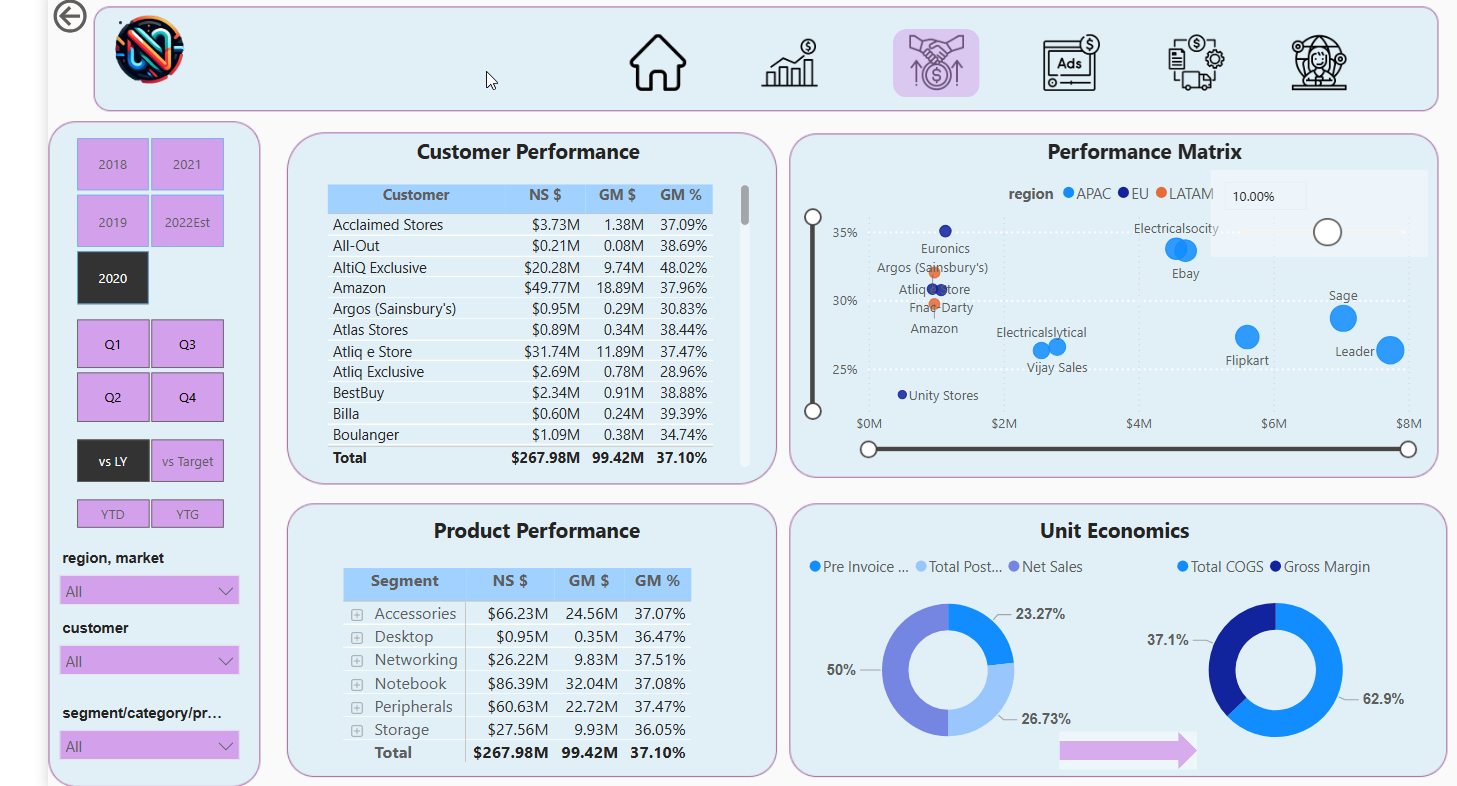 Ads
2018 2021
2019 2022Est
2020
Q1 Q3
Q2 Q4
vs LY vs Target
YTD YTG
region, market
All
customer
All
segment/category/pr...
All
Customer Performance
Customer NS $ GM $ GM %
Acclaimed Stores $3.73M 1.38M 37.09%
All-Out $0.21M 0.08M 38.69%
AltiQ Exclusive $20.28M 9.74M 48.02%
Amazon $49.77M 18.89M 37.96%
Argos (Sainsbury's) $0.95M 0.29M 30.83%
Atlas Stores $0.89M 0.34M 38.44%
Atliq e Store $31.74M 11.89M 37.47%
Atliq Exclusive $2.69M 0.78M 28.96%
BestBuy $2.34M 0.91M 38.88%
Billa $0.60M 0.24M 39.39%
Boulanger $1.09M 0.38M 34.74%
Total $267.98M 99.42M 37.10%
Performance Matrix
region APAC EU LATAM
10.00%
35%
30%
25%
Electricalsocity
Euronics
Argos (Sainsbury's)
Ebay
Atliq e Store
Sage
Fnac-Darty
Amazon
Electricalslytical
Leader
Flipkart
Vijay Sales
Unity Stores
$0M $2M $4M $6M $8M
Product Performance
Segment NS $ GM $ GM %
Accessories $66.23M 24.56M 37.07%
Desktop $0.95M 0.35M 36.47%
Networking $26.22M 9.83M 37.51%
Notebook $86.39M 32.04M 37.08%
Peripherals $60.63M 22.72M 37.47%
Storage $27.56M 9.93M 36.05%
Total $267.98M 99.42M 37.10%
Unit Economics
Pre Invoice ... Total Post... Net Sales
23.27%
50%
26.73%
Total COGS Gross Margin
37.1%
62.9%